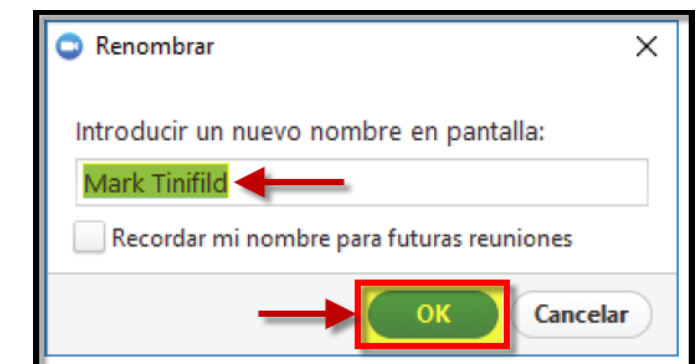 Renombrar
Introducir un nuevo nombre en pantalla:
Mark Tinifild
Recordar mi nombre para futuras reuniones
OK Cancelar